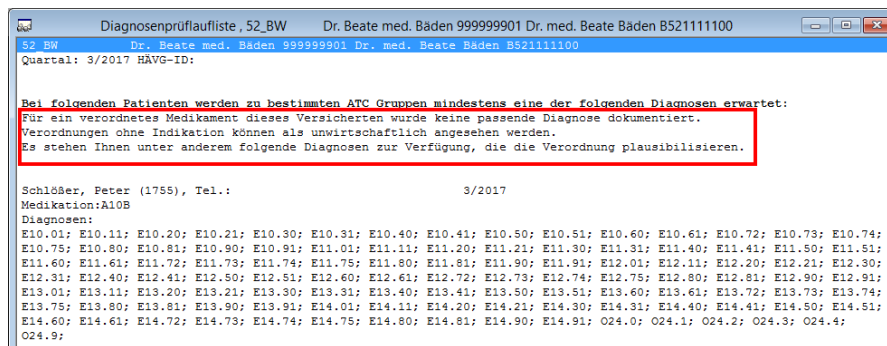 Diagnosenprüflaufliste , 52_BW Dr. Beate med. Bäden 999999901 Dr. med. Beate Bäden B521111100
52_BW Dr. Beate med. Bäden 999999901 Dr. med. Beate Bäden B521111100
Quartal: 3/2017 HÄVG-ID:
Bei folgenden Patienten werden zu bestimmten ATC Gruppen mindestens eine der folgenden Diagnosen erwartet:
Für ein verordnetes Medikament dieses Versicherten wurde keine passende Diagnose dokumentiert.
Verordnungen ohne Indikation können als unwirtschaftlich angesehen werden.
Es stehen Ihnen unter anderem folgende Diagnosen zur Verfügung, die die Verordnung plausibilisieren.
Schlößer, Peter (1755), Tel.: 3/2017
Medikation:A10B
Diagnosen:
E10.01; E10.11; E10.20; E10.21; E10.30; E10.31; E10.40; E10.41; E10.50; E10.51; E10.60; E10.61; E10.72; E10.73; E10.74;
E10.75; E10.80; E10.81; E10.90; E10.91; E11.01; E11.11; E11.20; E11.21; E11.30; E11.31; E11.40; E11.41; E11.50; E11.51;
E11.60; E11.61; E11.72; E11.73; E11.74; E11.75; E11.80; E11.81; E11.90; E11.91; E12.01; E12.11; E12.20; E12.21; E12.30;
E12.31; E12.40; E12.41; E12.50; E12.51; E12.60; E12.61; E12.72; E12.73; E12.74; E12.75; E12.80; E12.81; E12.90; E12.91;
E13.01; E13.11; E13.20; E13.21; E13.30; E13.31; E13.40; E13.41; E13.50; E13.51; E13.60; E13.61; E13.72; E13.73; E13.74;
E13.75; E13.80; E13.81; E13.90; E13.91; E14.01; E14.11; E14.20; E14.21; E14.30; E14.31; E14.40; E14.41; E14.50; E14.51;
E14.60; E14.61; E14.72; E14.73; E14.74; E14.75; E14.80; E14.81; E14.90; E14.91; O24.0; O24.1; O24.2; O24.3; O24.4;
O24.9;